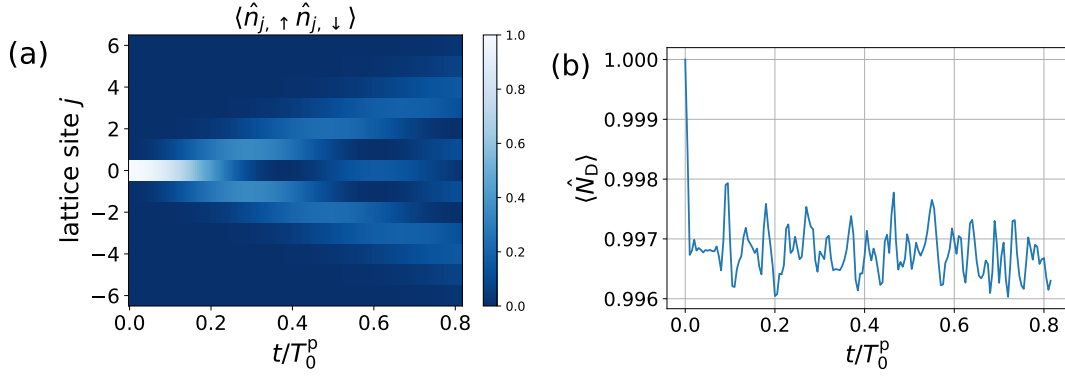 (a)
⟨n̂j,↑ n̂j,↓⟩
lattice site j
6
4
2
0
−2
−4
−6
0.0 0.2 0.4 0.6 0.8
t/T₀ᵖ
1.0
0.8
0.6
0.4
0.2
0.0
(b)
⟨N̂_D⟩
1.000
0.999
0.998
0.997
0.996
0.0 0.2 0.4 0.6 0.8
t/T₀ᵖ